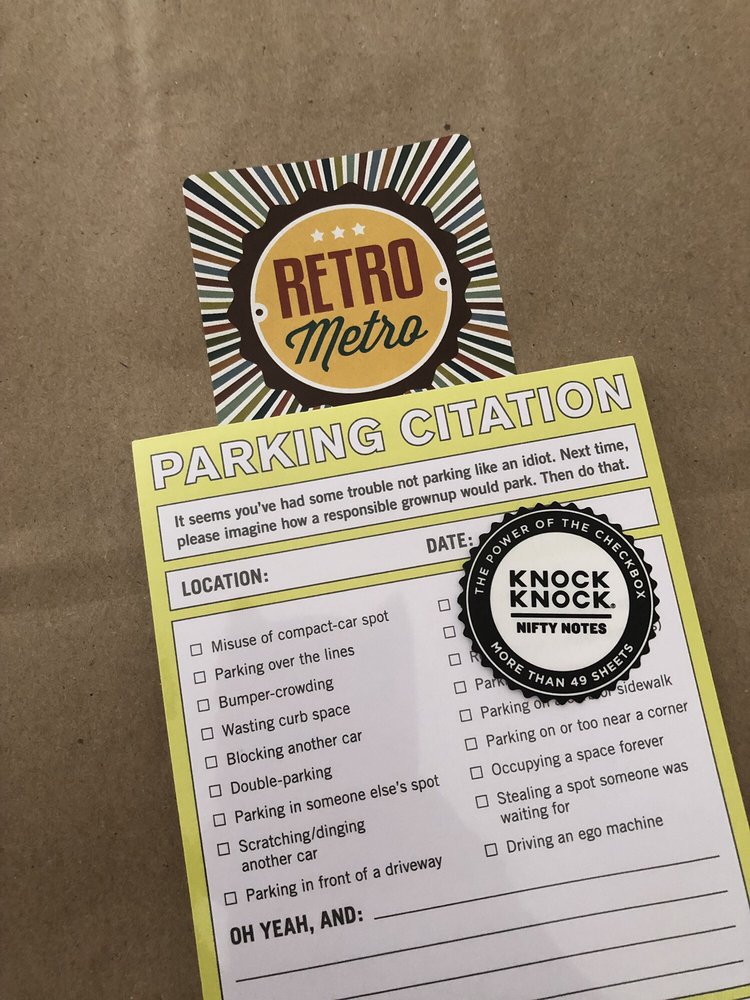 RETRO
Metro
PARKING CITATION
It seems you've had some trouble not parking like an idiot. Next time,
please imagine how a responsible grownup would park. Then do that.
LOCATION:
DATE:
THE POWER OF THE CHECKBOX
KNOCK
KNOCK®
NIFTY NOTES
MORE THAN 49 SHEETS
Misuse of compact-car spot
Parking over the lines
Bumper-crowding
Wasting curb space
Blocking another car
Double-parking
Parking in someone else's spot
Scratching/dinging
another car
Parking in front of a driveway
Parking on sidewalk
Parking on or too near a corner
Occupying a space forever
Stealing a spot someone was
waiting for
Driving an ego machine
OH YEAH, AND: